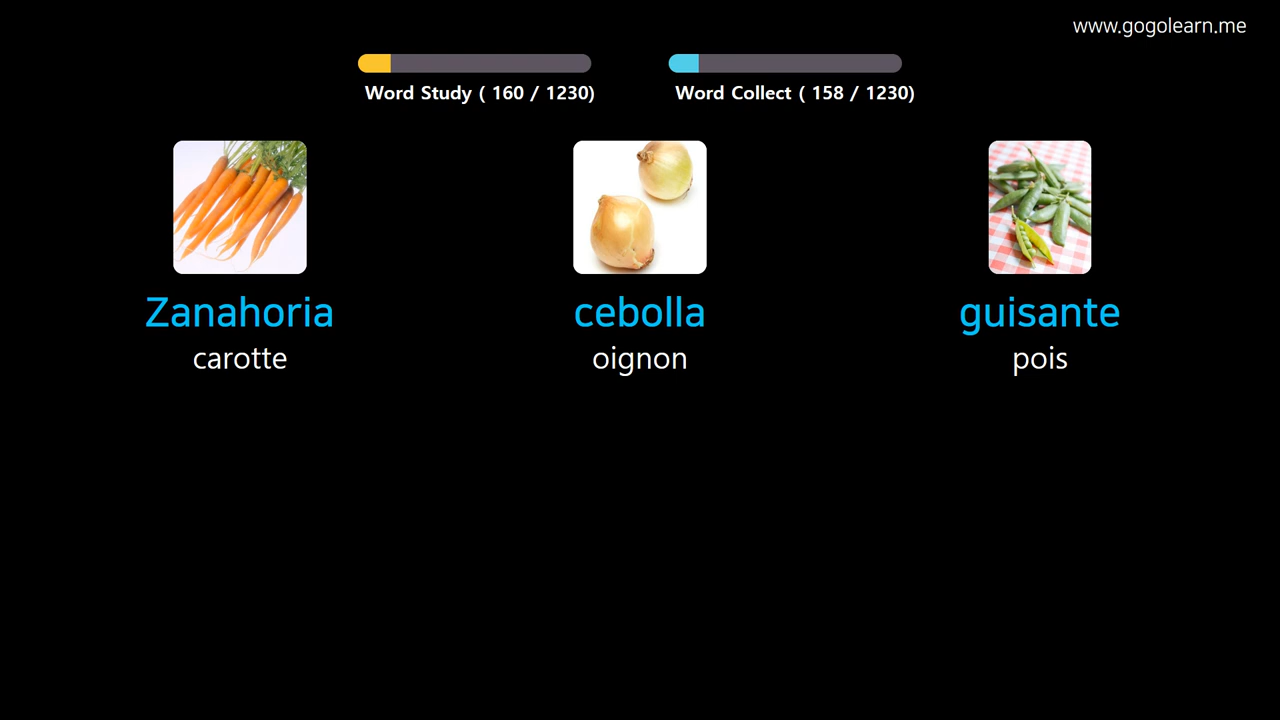 www.gogolearn.me
Word Study ( 160 / 1230)
Word Collect ( 158 / 1230)
Zanahoria
carotte
cebolla
oignon
guisante
pois